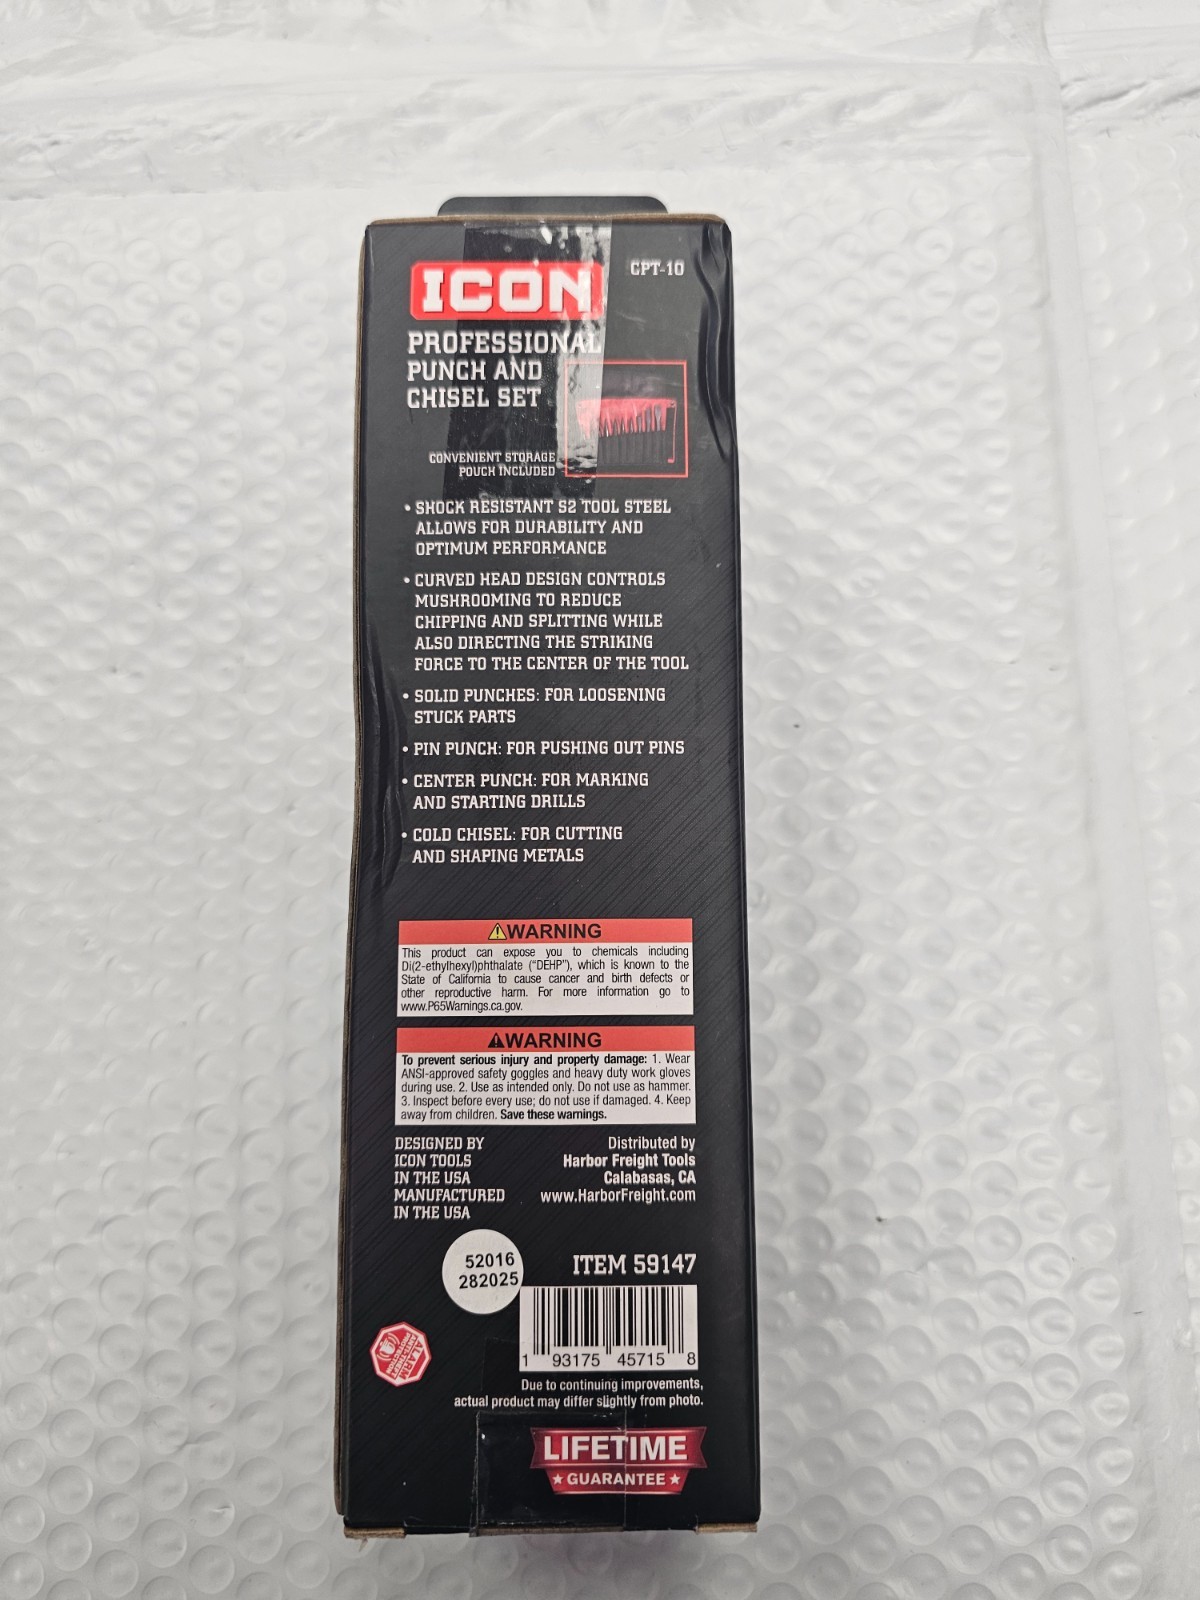 ICON
CPT-10
PROFESSIONAL
PUNCH AND
CHISEL SET
CONVENIENT STORAGE
POUCH INCLUDED
• SHOCK RESISTANT S2 TOOL STEEL
ALLOWS FOR DURABILITY AND
OPTIMUM PERFORMANCE
• CURVED HEAD DESIGN CONTROLS
MUSHROOMING TO REDUCE
CHIPPING AND SPLITTING WHILE
ALSO DIRECTING THE STRIKING
FORCE TO THE CENTER OF THE TOOL
• SOLID PUNCHES: FOR LOOSENING
STUCK PARTS
• PIN PUNCH: FOR PUSHING OUT PINS
• CENTER PUNCH: FOR MARKING
AND STARTING DRILLS
• COLD CHISEL: FOR CUTTING
AND SHAPING METALS
⚠WARNING
This product can expose you to chemicals including
Di(2-ethylhexyl)phthalate ("DEHP"), which is known to the
State of California to cause cancer and birth defects or
other reproductive harm. For more information go to
www.P65Warnings.ca.gov.
⚠WARNING
To prevent serious injury and property damage: 1. Wear
ANSI-approved safety goggles and heavy duty work gloves
during use. 2. Use as intended only. Do not use as hammer.
3. Inspect before every use; do not use if damaged. 4. Keep
away from children. Save these warnings.
DESIGNED BY
ICON TOOLS
IN THE USA
MANUFACTURED
IN THE USA
Distributed by
Harbor Freight Tools
Calabasas, CA
www.HarborFreight.com
52016
282025
ITEM 59147
1 93175 45715 8
ALARM
ANTI-THEFT
PROTECTION
Due to continuing improvements,
actual product may differ slightly from photo.
LIFETIME
★ GUARANTEE ★